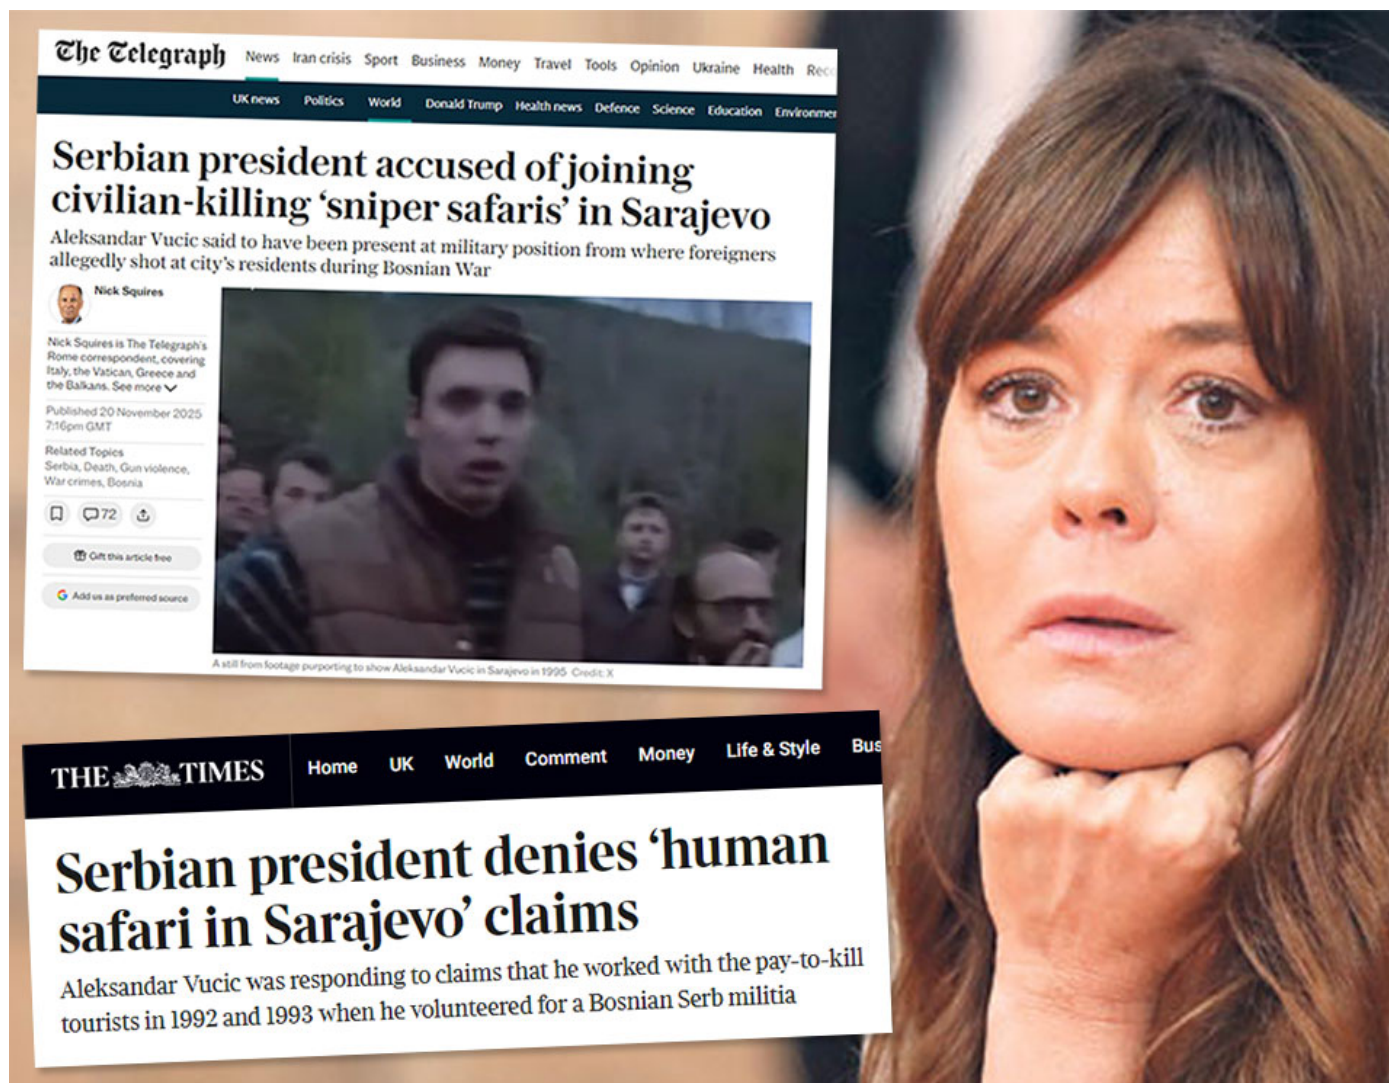 The Telegraph
News Iran crisis Sport Business Money Travel Tools Opinion Ukraine Health
UK news Politics World Donald Trump Health news Defence Science Education
Serbian president accused of joining
civilian-killing ‘sniper safaris’ in Sarajevo
Aleksandar Vucic said to have been present at military position from where foreigners
allegedly shot at city’s residents during Bosnian War
Nick Squires
Nick Squires is The Telegraph's
Rome correspondent, covering
Italy, the Vatican, Greece and
the Balkans. See more
Published 20 November 2025
7:16pm GMT
Related Topics
Serbia, Death, Gun violence,
War crimes, Bosnia
72
Gift this article free
Add us as preferred source
A still from footage purporting to show Aleksandar Vucic in Sarajevo in 1995 Credit: X
THE TIMES
Home UK World Comment Money Life & Style Bus
Serbian president denies ‘human
safari in Sarajevo’ claims
Aleksandar Vucic was responding to claims that he worked with the pay-to-kill
tourists in 1992 and 1993 when he volunteered for a Bosnian Serb militia